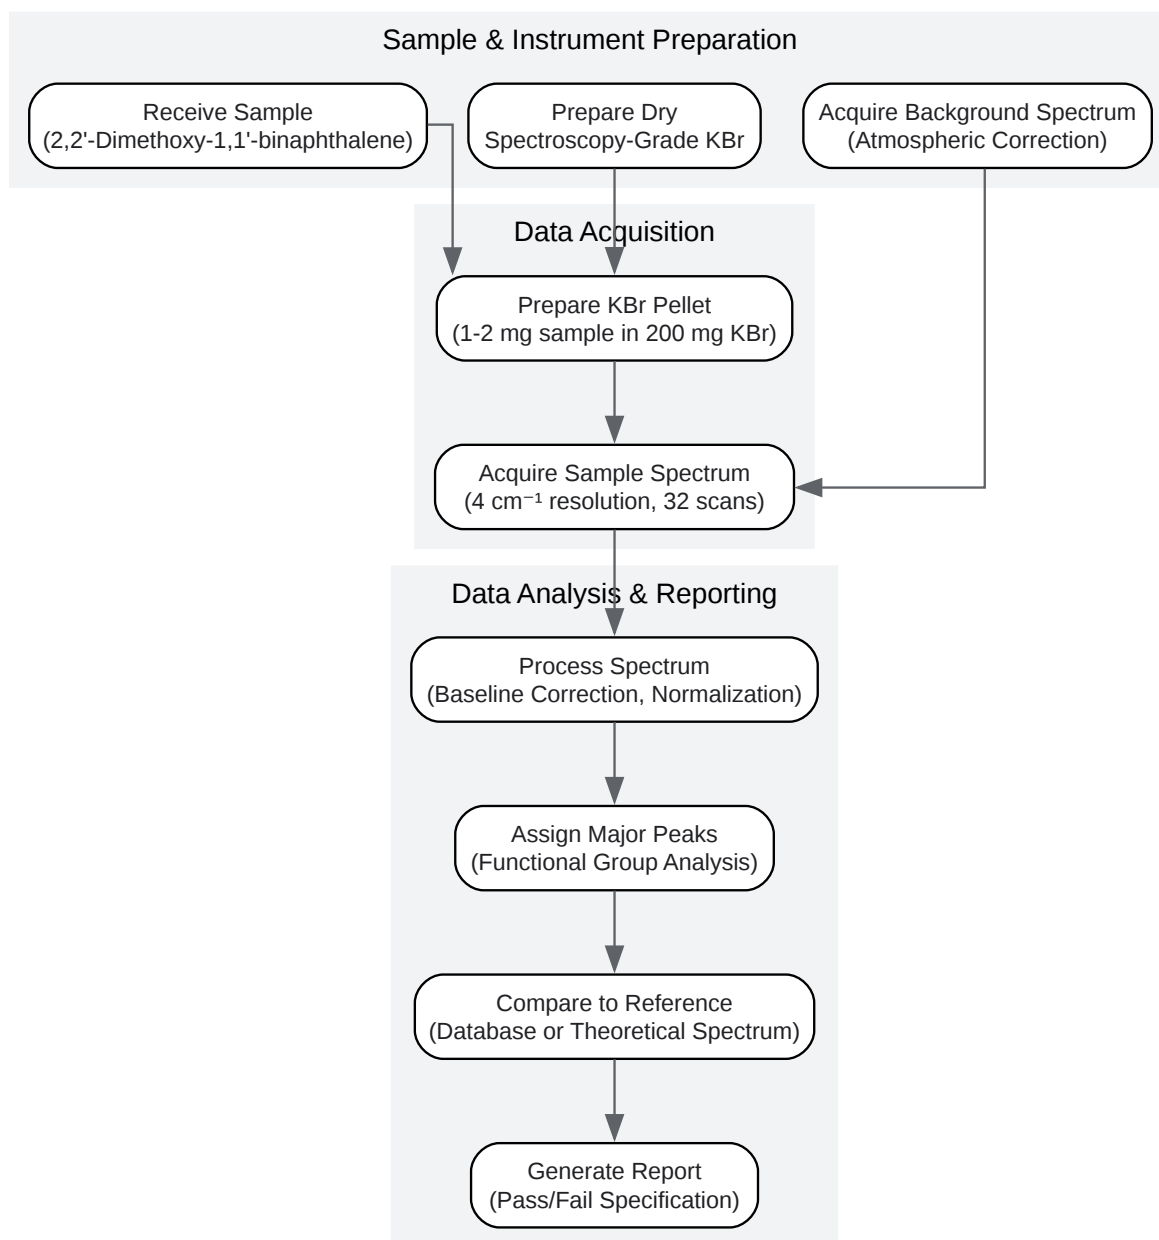 Sample & Instrument Preparation
Receive Sample
(2,2'-Dimethoxy-1,1'-binaphthalene)
Prepare Dry
Spectroscopy-Grade KBr
Acquire Background Spectrum
(Atmospheric Correction)
Data Acquisition
Prepare KBr Pellet
(1-2 mg sample in 200 mg KBr)
Acquire Sample Spectrum
(4 cm⁻¹ resolution, 32 scans)
Data Analysis & Reporting
Process Spectrum
(Baseline Correction, Normalization)
Assign Major Peaks
(Functional Group Analysis)
Compare to Reference
(Database or Theoretical Spectrum)
Generate Report
(Pass/Fail Specification)